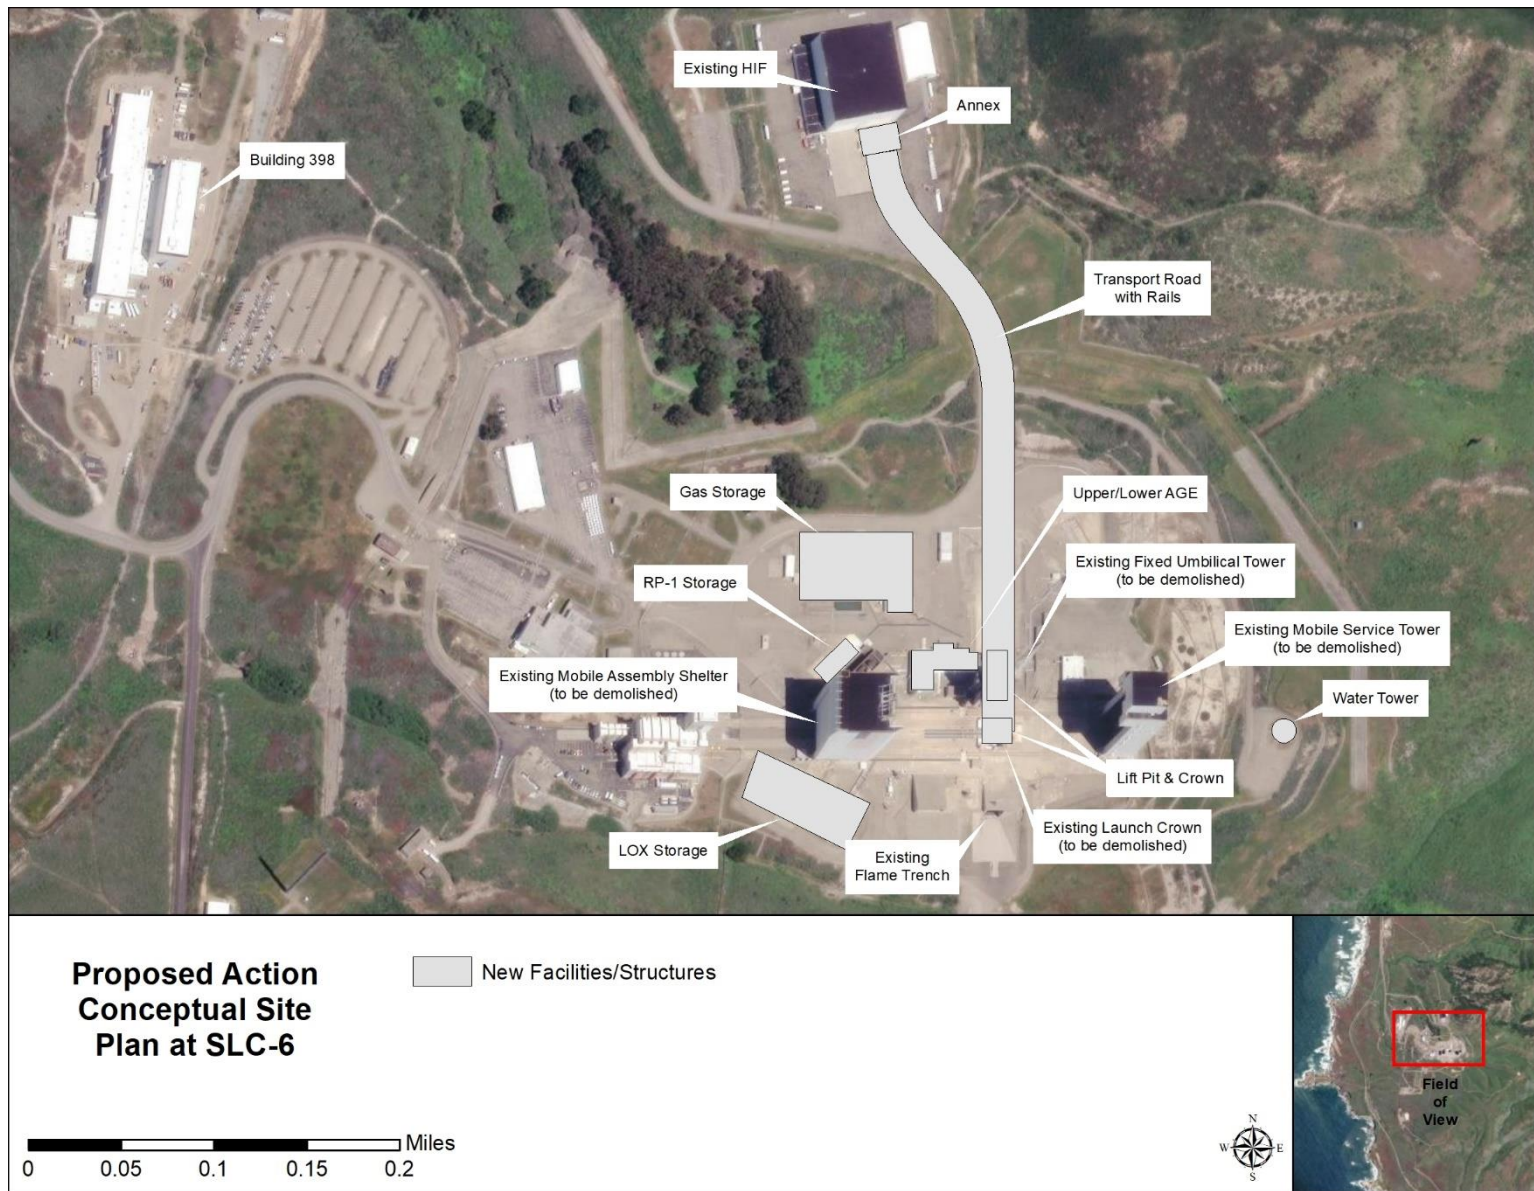 Existing HIF
Annex
Building 398
Transport Road
with Rails
Gas Storage
Upper/Lower AGE
RP-1 Storage
Existing Fixed Umbilical Tower
(to be demolished)
Existing Mobile Service Tower
(to be demolished)
Existing Mobile Assembly Shelter
(to be demolished)
Water Tower
Lift Pit & Crown
LOX Storage
Existing
Flame Trench
Existing Launch Crown
(to be demolished)
Proposed Action
Conceptual Site
Plan at SLC-6
New Facilities/Structures
Miles
0 0.05 0.1 0.15 0.2
N
W E
S
Field
of
View